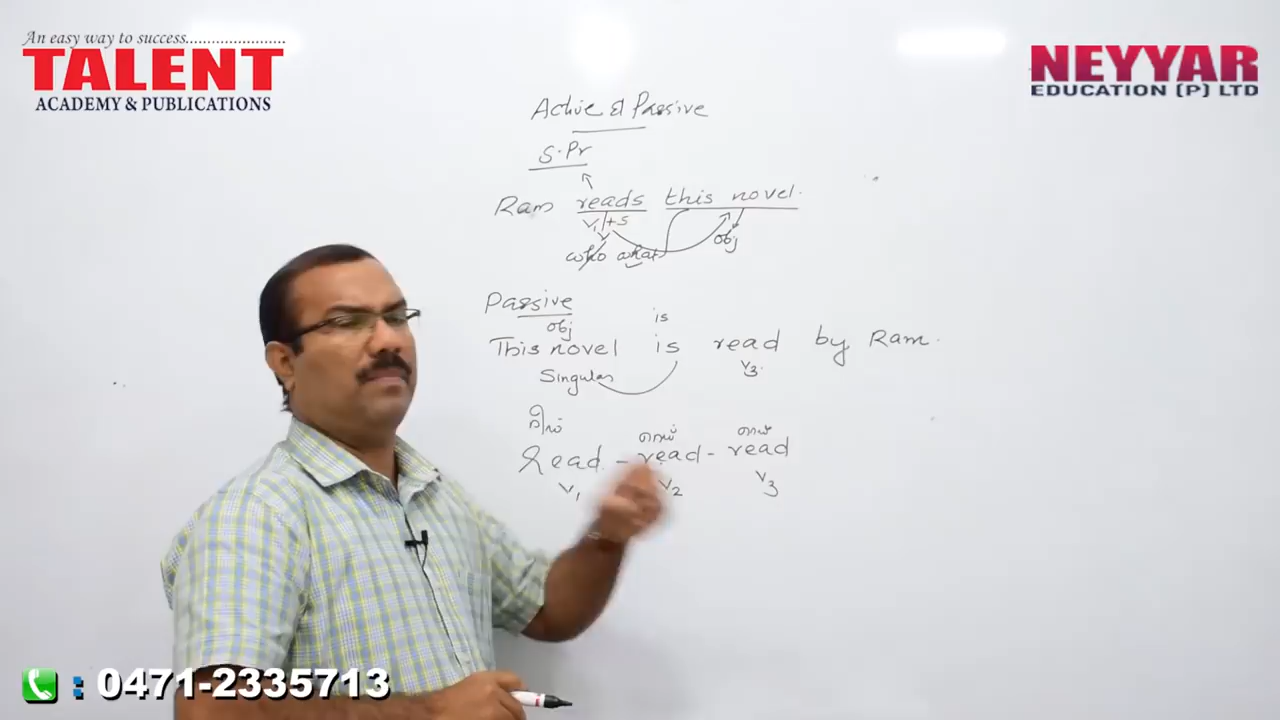 An easy way to success........................
TALENT
ACADEMY & PUBLICATIONS
NEYYAR
EDUCATION (P) LTD
Active & Passive
S.Pr
Ram reads this novel.
V1+S
who what
obj
Passive
obj
is
This novel is read by Ram.
V3.
Singular
റീഡ്
റെഡ് റെഡ്
Read - read - read
V1 V2 V3
: 0471-2335713